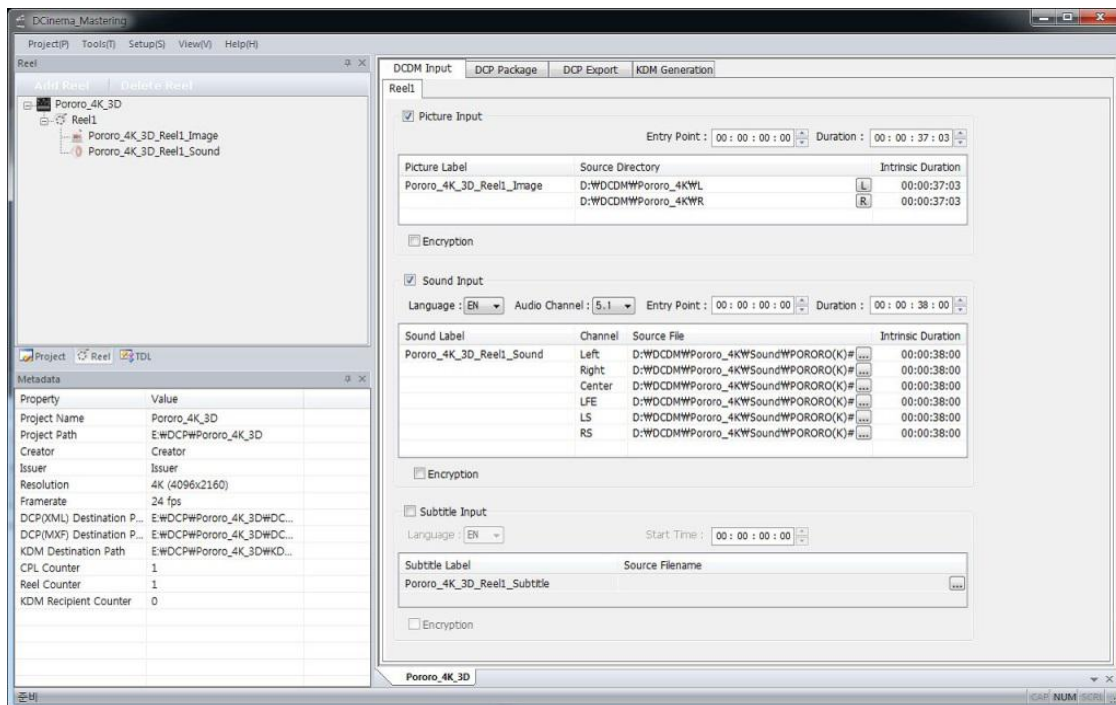 DCinema_Mastering
Project(P) Tools(T) Setup(S) View(V) Help(H)
Reel
Add Reel Delete Reel
Pororo_4K_3D
Reel1
Pororo_4K_3D_Reel1_Image
Pororo_4K_3D_Reel1_Sound
Project Reel TDL
Metadata
Property Value
Project Name Pororo_4K_3D
Project Path E:₩DCP₩Pororo_4K_3D
Creator Creator
Issuer Issuer
Resolution 4K (4096x2160)
Framerate 24 fps
DCP(XML) Destination P... E:₩DCP₩Pororo_4K_3D₩DC...
DCP(MXF) Destination P... E:₩DCP₩Pororo_4K_3D₩DC...
KDM Destination Path E:₩DCP₩Pororo_4K_3D₩KD...
CPL Counter 1
Reel Counter 1
KDM Recipient Counter 0
DCDM Input DCP Package DCP Export KDM Generation
Reel1
Picture Input
Entry Point : 00 : 00 : 00 : 00 Duration : 00 : 00 : 37 : 03
Picture Label Source Directory Intrinsic Duration
Pororo_4K_3D_Reel1_Image D:₩DCDM₩Pororo_4K₩L L 00:00:37:03
D:₩DCDM₩Pororo_4K₩R R 00:00:37:03
Encryption
Sound Input
Language : EN Audio Channel : 5.1 Entry Point : 00 : 00 : 00 : 00 Duration : 00 : 00 : 38 : 00
Sound Label Channel Source File Intrinsic Duration
Pororo_4K_3D_Reel1_Sound Left D:₩DCDM₩Pororo_4K₩Sound₩PORORO(K)# ... 00:00:38:00
Right D:₩DCDM₩Pororo_4K₩Sound₩PORORO(K)# ... 00:00:38:00
Center D:₩DCDM₩Pororo_4K₩Sound₩PORORO(K)# ... 00:00:38:00
LFE D:₩DCDM₩Pororo_4K₩Sound₩PORORO(K)# ... 00:00:38:00
LS D:₩DCDM₩Pororo_4K₩Sound₩PORORO(K)# ... 00:00:38:00
RS D:₩DCDM₩Pororo_4K₩Sound₩PORORO(K)# ... 00:00:38:00
Encryption
Subtitle Input
Language : EN Start Time : 00 : 00 : 00 : 00
Subtitle Label Source Filename
Pororo_4K_3D_Reel1_Subtitle ...
Encryption
Pororo_4K_3D
준비 CAP NUM SCRL